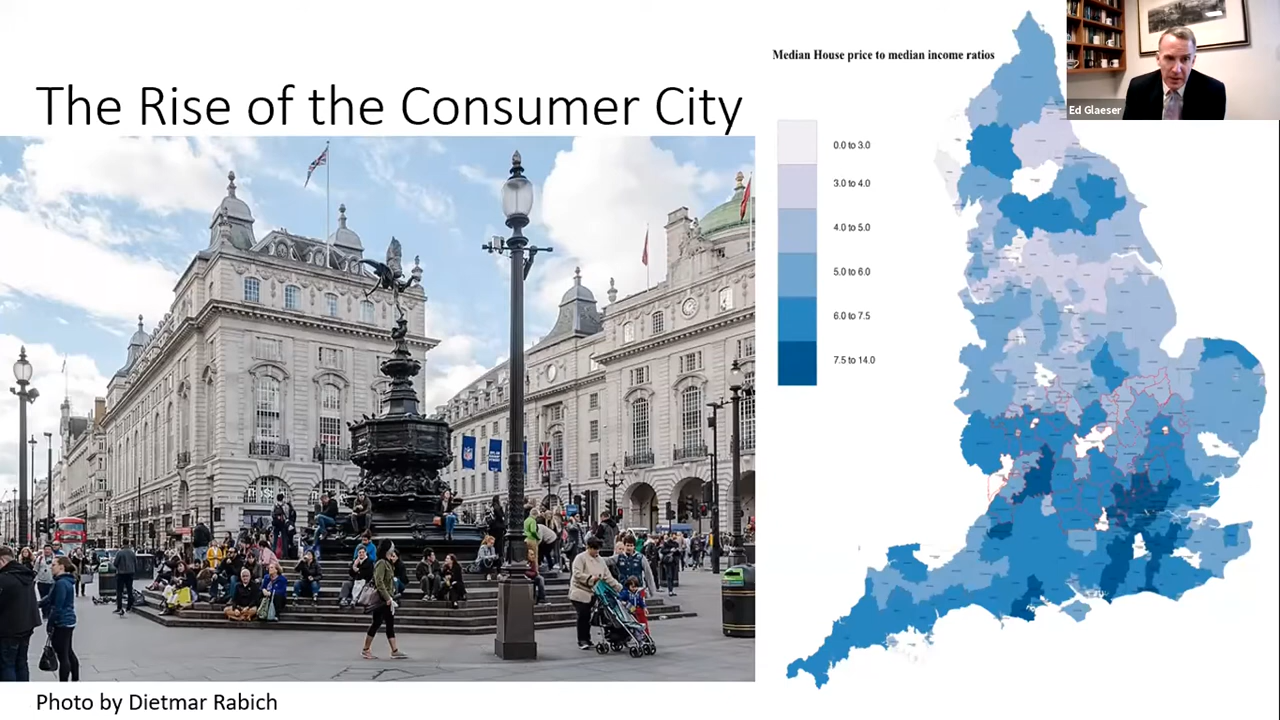 The Rise of the Consumer City
Median House price to median income ratios
0.0 to 3.0
3.0 to 4.0
4.0 to 5.0
5.0 to 6.0
6.0 to 7.5
7.5 to 14.0
Ed Glaeser
Photo by Dietmar Rabich